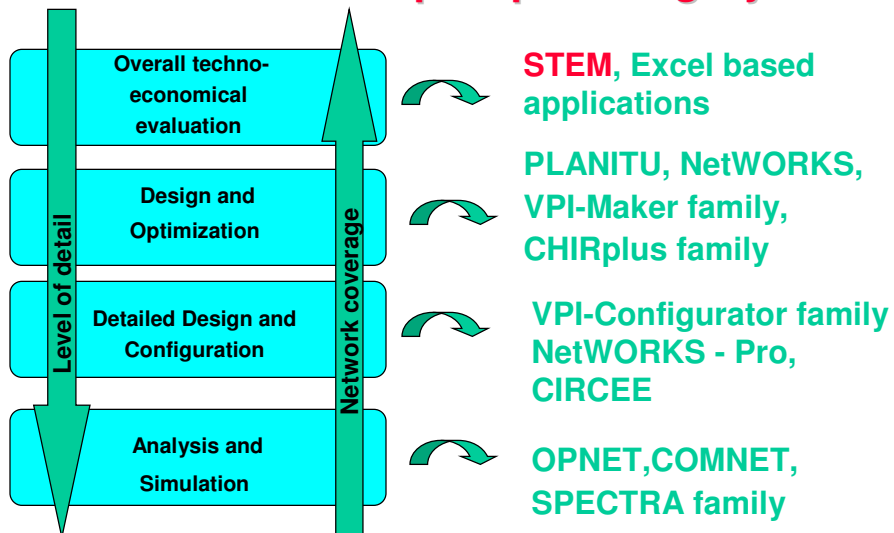 Overall techno-
economical
evaluation
STEM, Excel based
applications
Design and
Optimization
PLANITU, NetWORKS,
VPI-Maker family,
CHIRplus family
Detailed Design and
Configuration
VPI-Configurator family
NetWORKS - Pro,
CIRCEE
Analysis and
Simulation
OPNET,COMNET,
SPECTRA family
Level of detail
Network coverage